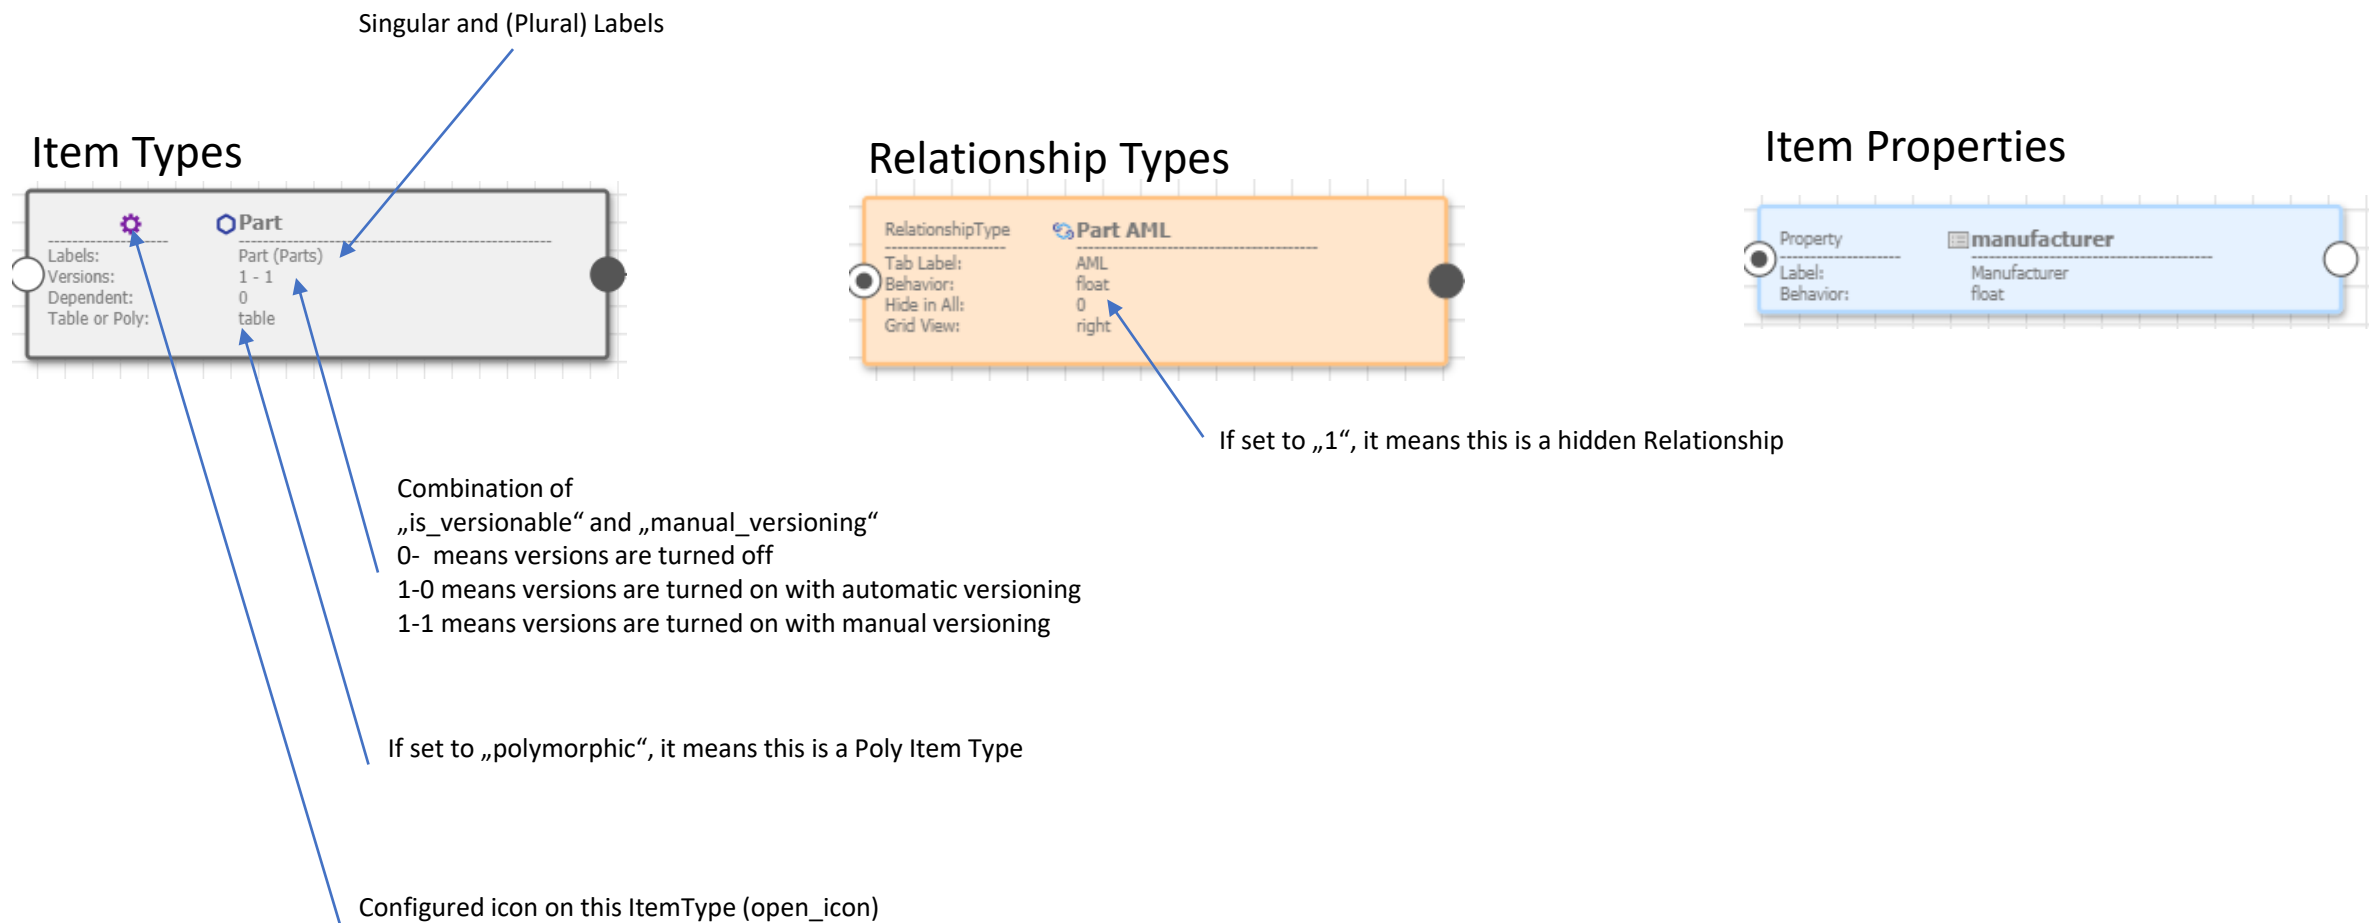 Singular and (Plural) Labels
Item Types
Part
Labels: Part (Parts)
Versions: 1 - 1
Dependent: 0
Table or Poly: table
Relationship Types
RelationshipType Part AML
Tab Label: AML
Behavior: float
Hide in All: 0
Grid View: right
Item Properties
Property manufacturer
Label: Manufacturer
Behavior: float
If set to „1“, it means this is a hidden Relationship
Combination of
„is_versionable“ and „manual_versioning“
0-  means versions are turned off
1-0 means versions are turned on with automatic versioning
1-1 means versions are turned on with manual versioning
If set to „polymorphic“, it means this is a Poly Item Type
Configured icon on this ItemType (open_icon)